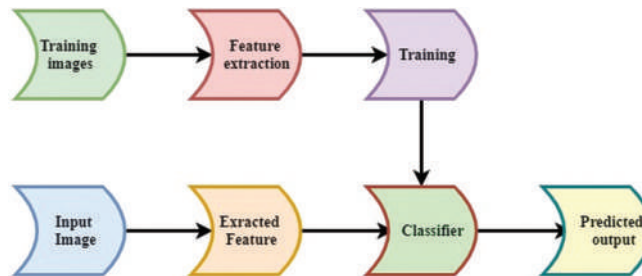 Training
images
Feature
extraction
Training
Input
Image
Exracted
Feature
Classifier
Predicted
output